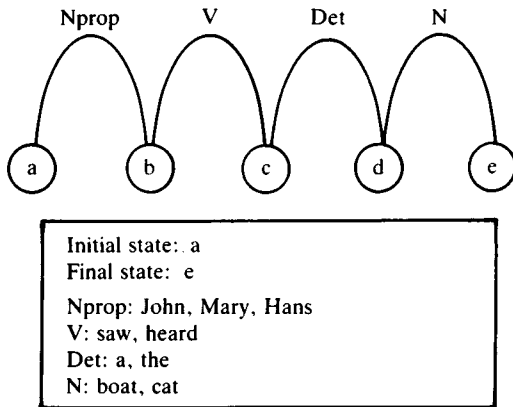 Nprop V Det N
a b c d e
Initial state: a
Final state: e
Nprop: John, Mary, Hans
V: saw, heard
Det: a, the
N: boat, cat